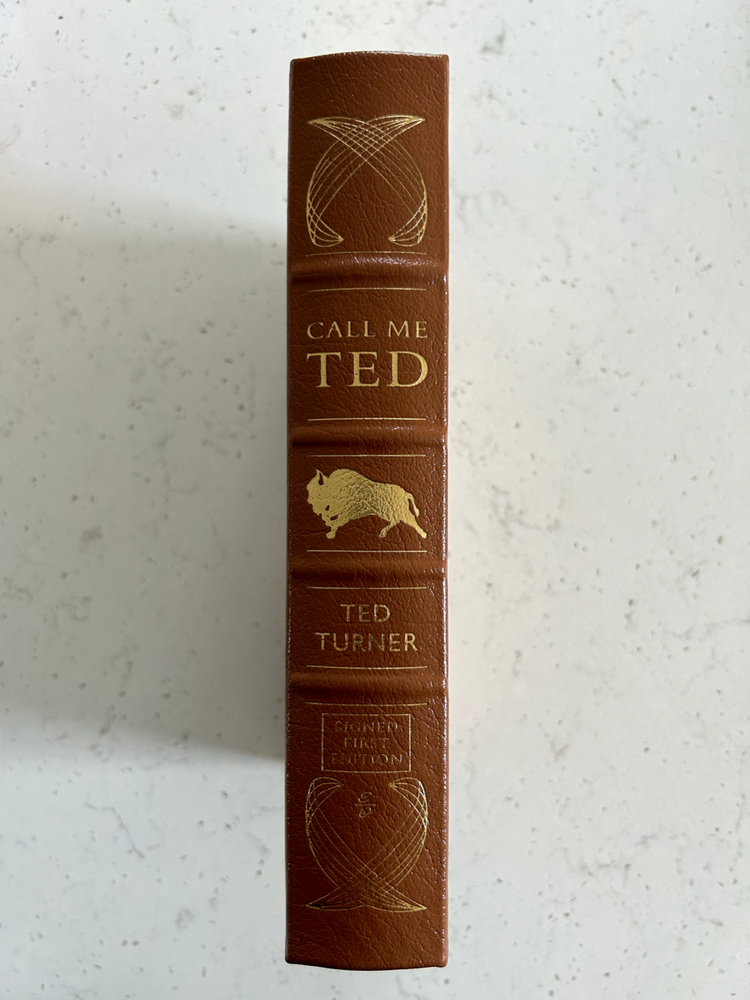 CALL ME
TED
TED
TURNER
SIGNED
FIRST
EDITION